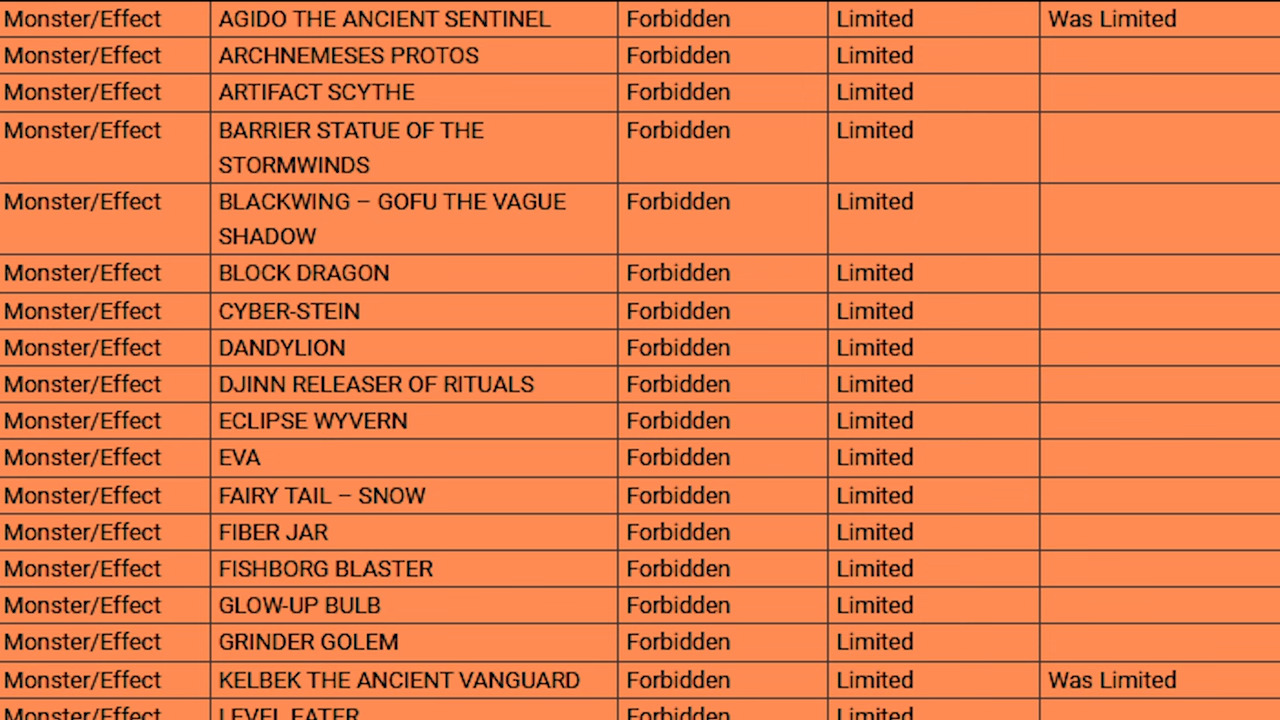 Monster/Effect AGIDO THE ANCIENT SENTINEL Forbidden Limited Was Limited
Monster/Effect ARCHNEMESES PROTOS Forbidden Limited
Monster/Effect ARTIFACT SCYTHE Forbidden Limited
Monster/Effect BARRIER STATUE OF THE Forbidden Limited
STORMWINDS
Monster/Effect BLACKWING – GOFU THE VAGUE Forbidden Limited
SHADOW
Monster/Effect BLOCK DRAGON Forbidden Limited
Monster/Effect CYBER-STEIN Forbidden Limited
Monster/Effect DANDYLION Forbidden Limited
Monster/Effect DJINN RELEASER OF RITUALS Forbidden Limited
Monster/Effect ECLIPSE WYVERN Forbidden Limited
Monster/Effect EVA Forbidden Limited
Monster/Effect FAIRY TAIL – SNOW Forbidden Limited
Monster/Effect FIBER JAR Forbidden Limited
Monster/Effect FISHBORG BLASTER Forbidden Limited
Monster/Effect GLOW-UP BULB Forbidden Limited
Monster/Effect GRINDER GOLEM Forbidden Limited
Monster/Effect KELBEK THE ANCIENT VANGUARD Forbidden Limited Was Limited
Monster/Effect LEVEL EATER Forbidden Limited